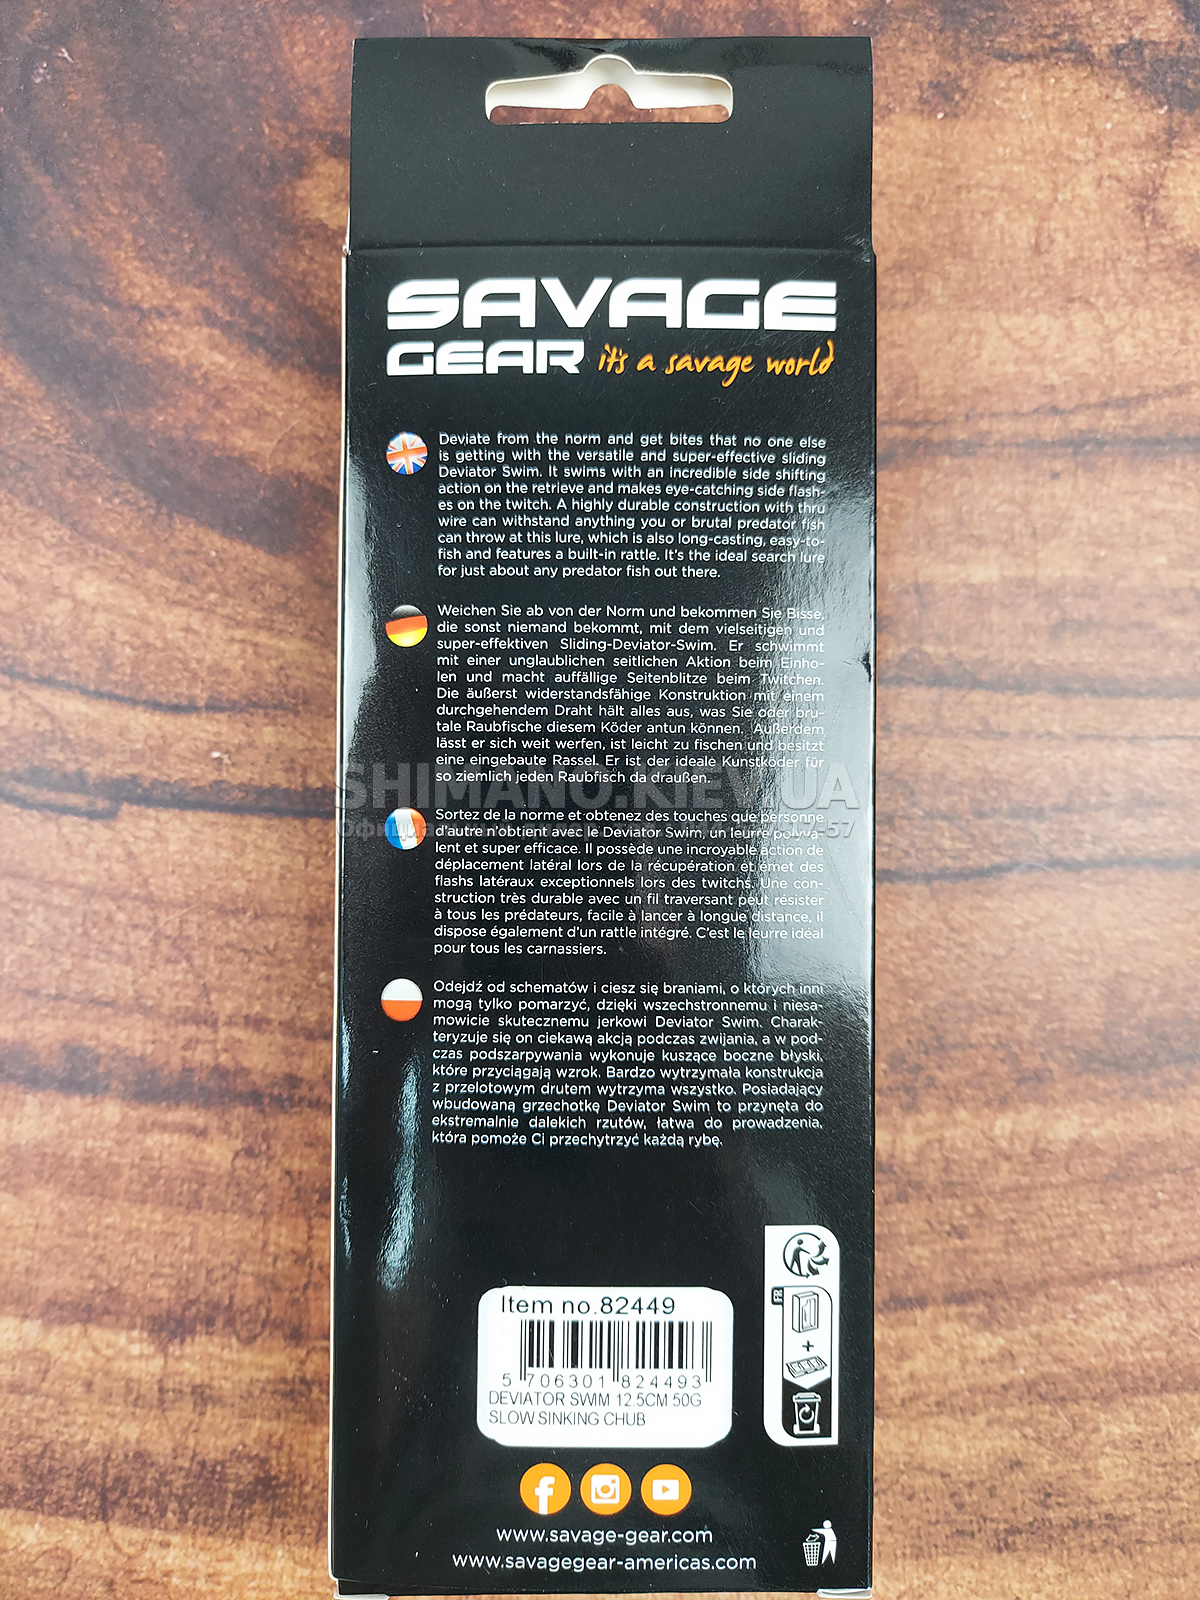 SAVAGE
GEAR it's a savage world
Deviate from the norm and get bites that no one else
is getting with the versatile and super-effective sliding
Deviator Swim. It swims with an incredible side shifting
action on the retrieve and makes eye-catching side flash-
es on the twitch. A highly durable construction with thru
wire can withstand anything you or brutal predator fish
can throw at this lure, which is also long-casting, easy-to-
fish and features a built-in rattle. It's the ideal search lure
for just about any predator fish out there.
Weichen Sie ab von der Norm und bekommen Sie Bisse,
die sonst niemand bekommt, mit dem vielseitigen und
super-effektiven Sliding-Deviator-Swim. Er schwimmt
mit einer unglaublichen seitlichen Aktion beim Einho-
len und macht auffällige Seitenblitze beim Twitchen.
Die äußerst widerstandsfähige Konstruktion mit einem
durchgehendem Draht hält alles aus, was Sie oder bru-
tale Raubfische diesem Köder antun können. Außerdem
lässt er sich weit werfen, ist leicht zu fischen und besitzt
eine eingebaute Rassel. Er ist der ideale Kunstköder für
so ziemlich jeden Raubfisch da draußen.
SHIMANO.KIEV.UA
Sortez de la norme et obtenez des touches que personne
d'autre n'obtient avec le Deviator Swim, un leurre polyva-
lent et super efficace. Il possède une incroyable action de
déplacement latéral lors de la récupération et émet des
flashs latéraux exceptionnels lors des twitchs. Une con-
struction très durable avec un fil traversant peut résister
à tous les prédateurs, facile à lancer à longue distance, il
dispose également d'un rattle intégré. C'est le leurre idéal
pour tous les carnassiers.
Odejdź od schematów i ciesz się braniami, o których inni
mogą tylko pomarzyć, dzięki wszechstronnemu i niesa-
mowicie skutecznemu jerkowi Deviator Swim. Charak-
teryzuje się on ciekawą akcją podczas zwijania, a w pod-
czas podszarpywania wykonuje kuszące boczne błyski,
które przyciągają wzrok. Bardzo wytrzymała konstrukcja
z przelotowym drutem wytrzyma wszystko. Posiadający
wbudowaną grzechotkę Deviator Swim to przynęta do
ekstremalnie dalekich rzutów, łatwa do prowadzenia,
która pomoże Ci przechytrzyć każdą rybę.
Item no.82449
5 706301 824493
DEVIATOR SWIM 12.5CM 50G
SLOW SINKING CHUB
FR
+
www.savage-gear.com
www.savagegear-americas.com